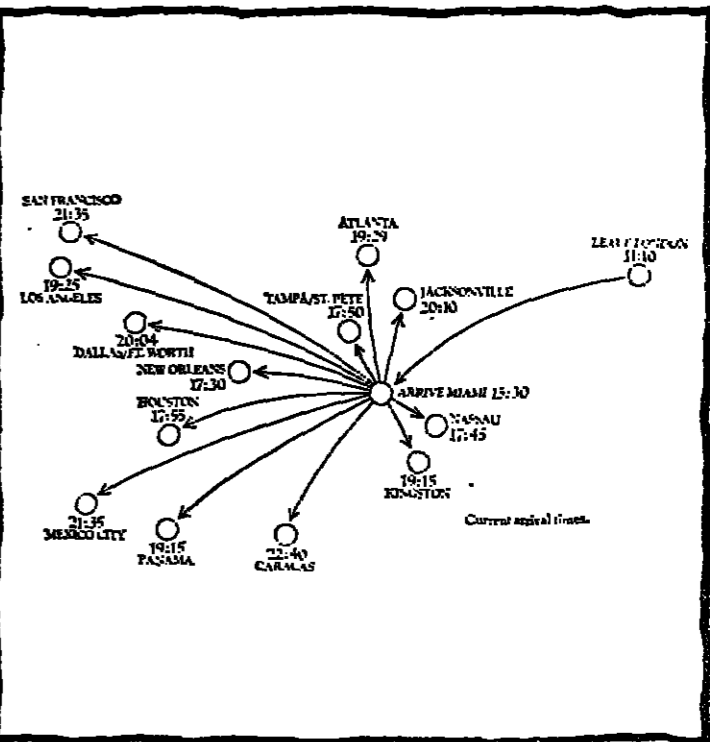 SAN FRANCISCO
21:35
ATLANTA
19:29
LEAVE LONDON
11:10
19:25
LOS ANGELES
TAMPA/ST. PETE
17:50
JACKSONVILLE
20:10
20:04
DALLAS/FT. WORTH
NEW ORLEANS
17:30
ARRIVE MIAMI 15:30
HOUSTON
17:55
NASSAU
17:45
19:15
KINGSTON
21:35
MEXICO CITY
19:15
PANAMA
22:40
CARACAS
Current arrival times.